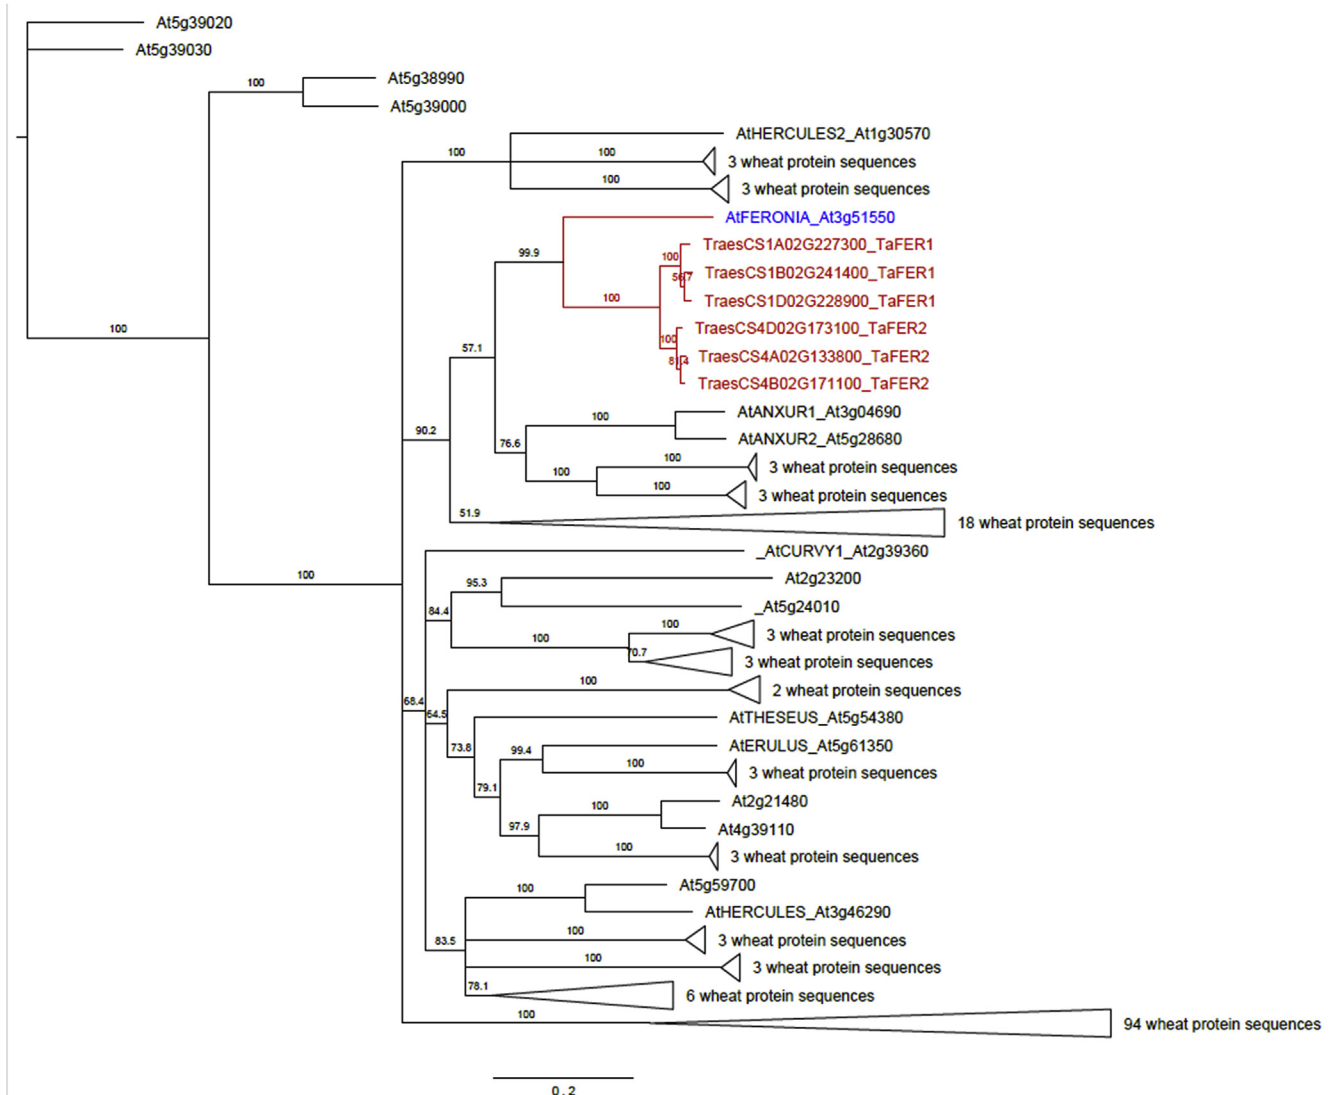 At5g39020
At5g39030
100
At5g38990
At5g39000
100
100
AtHERCULES2_At1g30570
100
3 wheat protein sequences
100
3 wheat protein sequences
AtFERONIA_At3g51550
99.9
TraesCS1A02G227300_TaFER1
100
TraesCS1B02G241400_TaFER1
56.7
100
TraesCS1D02G228900_TaFER1
TraesCS4D02G173100_TaFER2
100
57.1
TraesCS4A02G133800_TaFER2
81.4
TraesCS4B02G171100_TaFER2
AtANXUR1_At3g04690
100
90.2
AtANXUR2_At5g28680
76.6
100
3 wheat protein sequences
100
100
3 wheat protein sequences
51.9
18 wheat protein sequences
_AtCURVY1_At2g39360
100
At2g23200
95.3
_At5g24010
84.4
100
3 wheat protein sequences
100
70.7
3 wheat protein sequences
100
2 wheat protein sequences
68.4
64.5
AtTHESEUS_At5g54380
73.8
99.4
AtERULUS_At5g61350
100
3 wheat protein sequences
79.1
100
At2g21480
97.9
At4g39110
100
3 wheat protein sequences
100
At5g59700
AtHERCULES_At3g46290
83.5
100
3 wheat protein sequences
100
3 wheat protein sequences
78.1
6 wheat protein sequences
100
94 wheat protein sequences
0.2